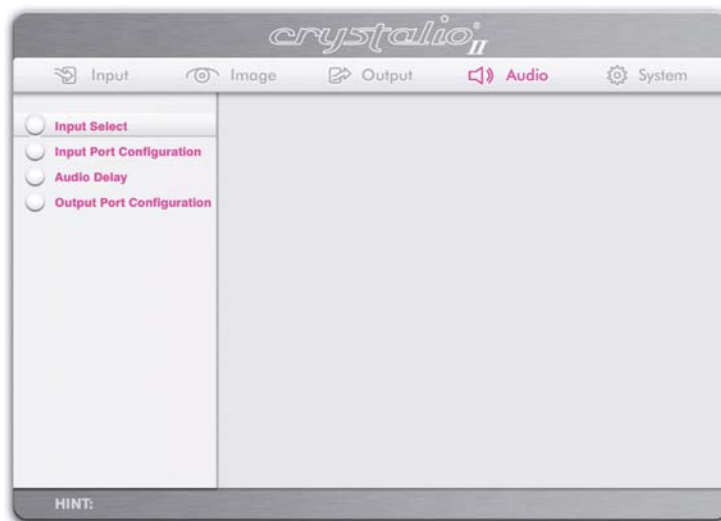 crystalio II
Input Image Output Audio System
Input Select
Input Port Configuration
Audio Delay
Output Port Configuration
HINT: